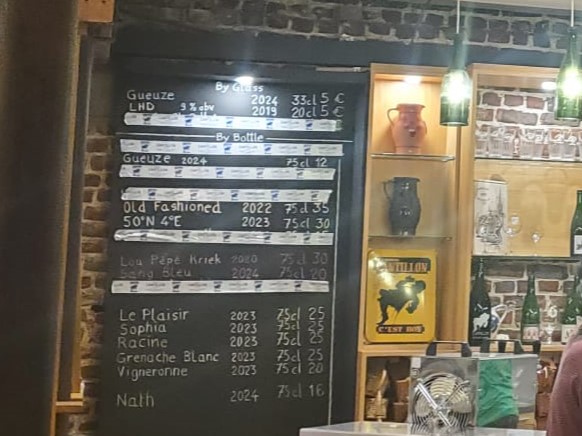 By Glass
Gueuze 2024 33cl 5 €
LHD 9 % abv 2019 20cl 5 €
By Bottle
Gueuze 2024 75cl 12
Old Fashioned 2022 75cl 35
50°N 4°E 2023 75cl 30
Lou Pépé Kriek 2020 75cl 30
Sang Bleu 2024 75cl 20
Le Plaisir 2023 75cl 25
Sophia 2023 75cl 25
Racine 2023 75cl 25
Grenache Blanc 2023 75cl 25
Vigneronne 2023 75cl 20
Nath 2024 75cl 16
CANTILLON
C'EST BON